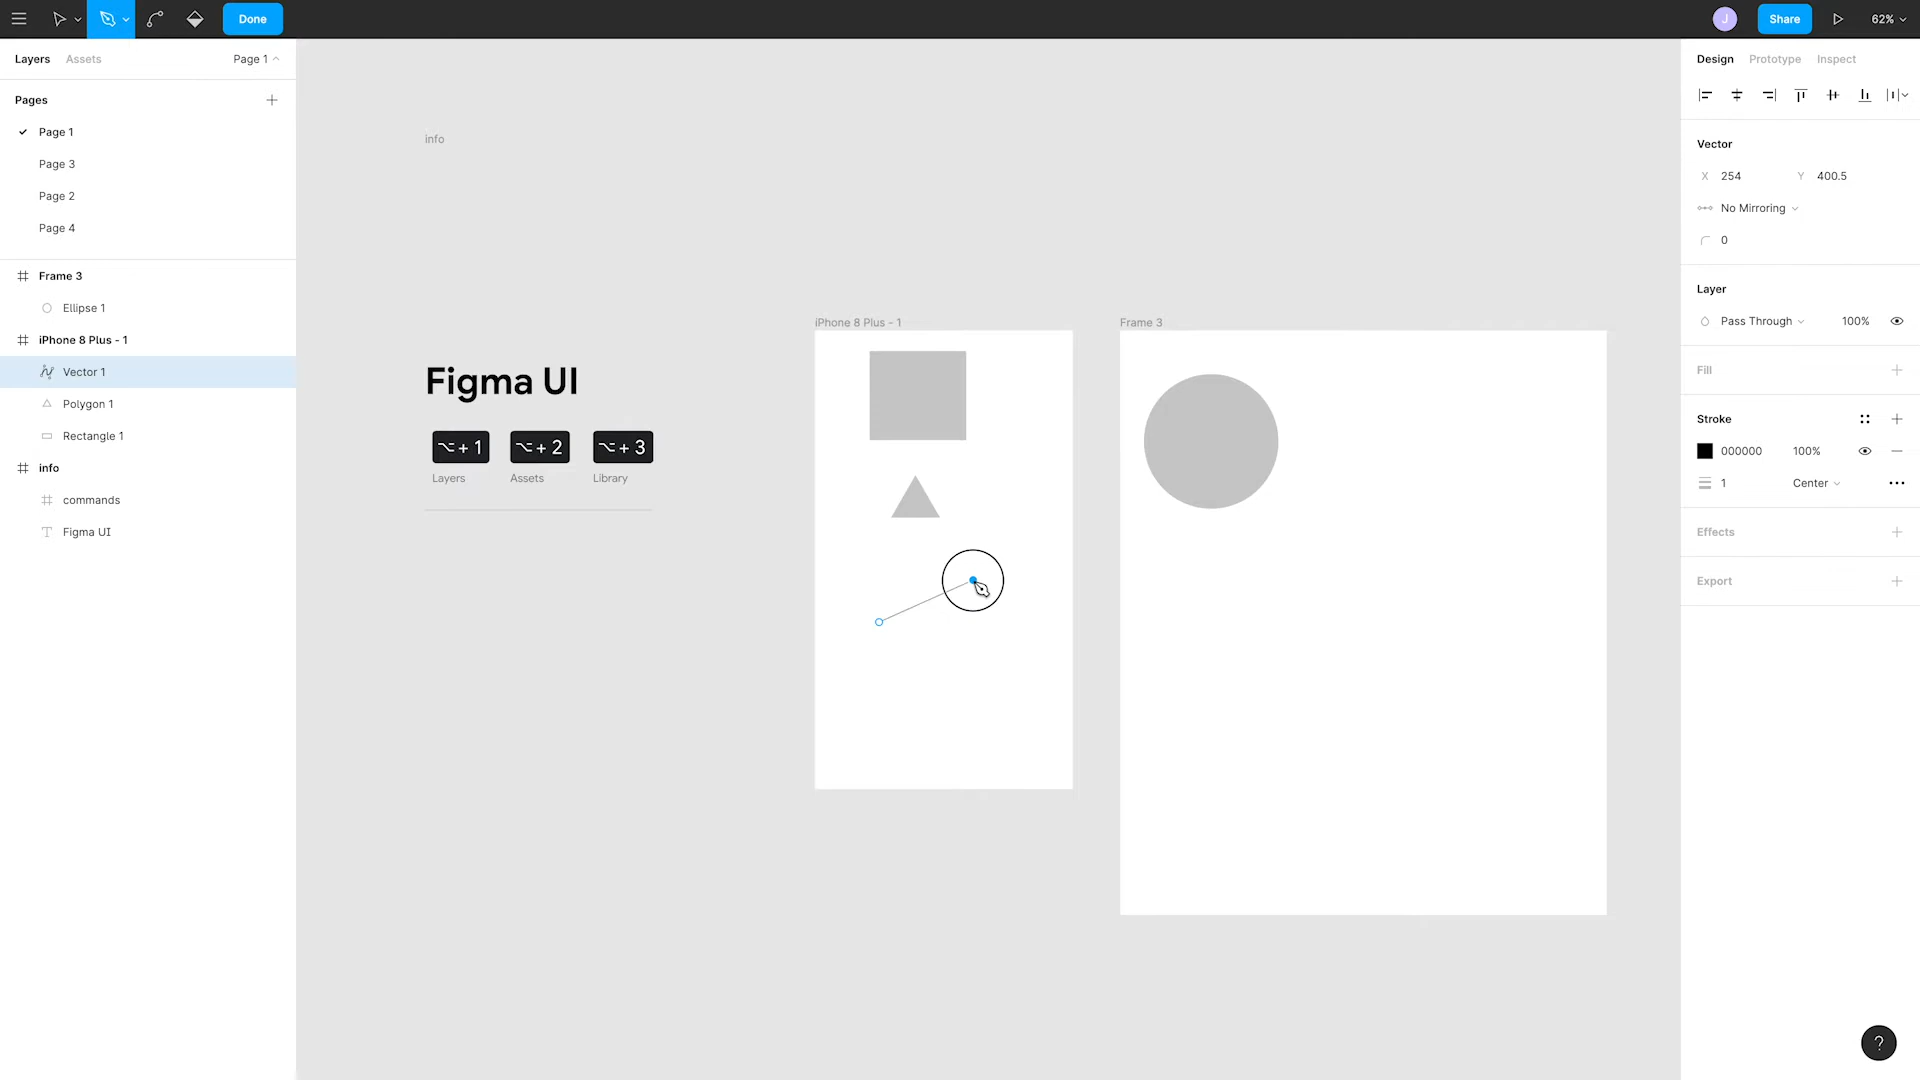 Done
J
Share
62%
Layers
Assets
Page 1
Pages
Page 1
Page 3
Page 2
Page 4
Frame 3
Ellipse 1
iPhone 8 Plus - 1
Vector 1
Polygon 1
Rectangle 1
info
commands
Figma UI
info
Figma UI
⌥+ 1
⌥+ 2
⌥+ 3
Layers
Assets
Library
iPhone 8 Plus - 1
Frame 3
Design
Prototype
Inspect
Vector
X 254
Y 400.5
No Mirroring
0
Layer
Pass Through
100%
Fill
Stroke
000000
100%
1
Center
Effects
Export
?